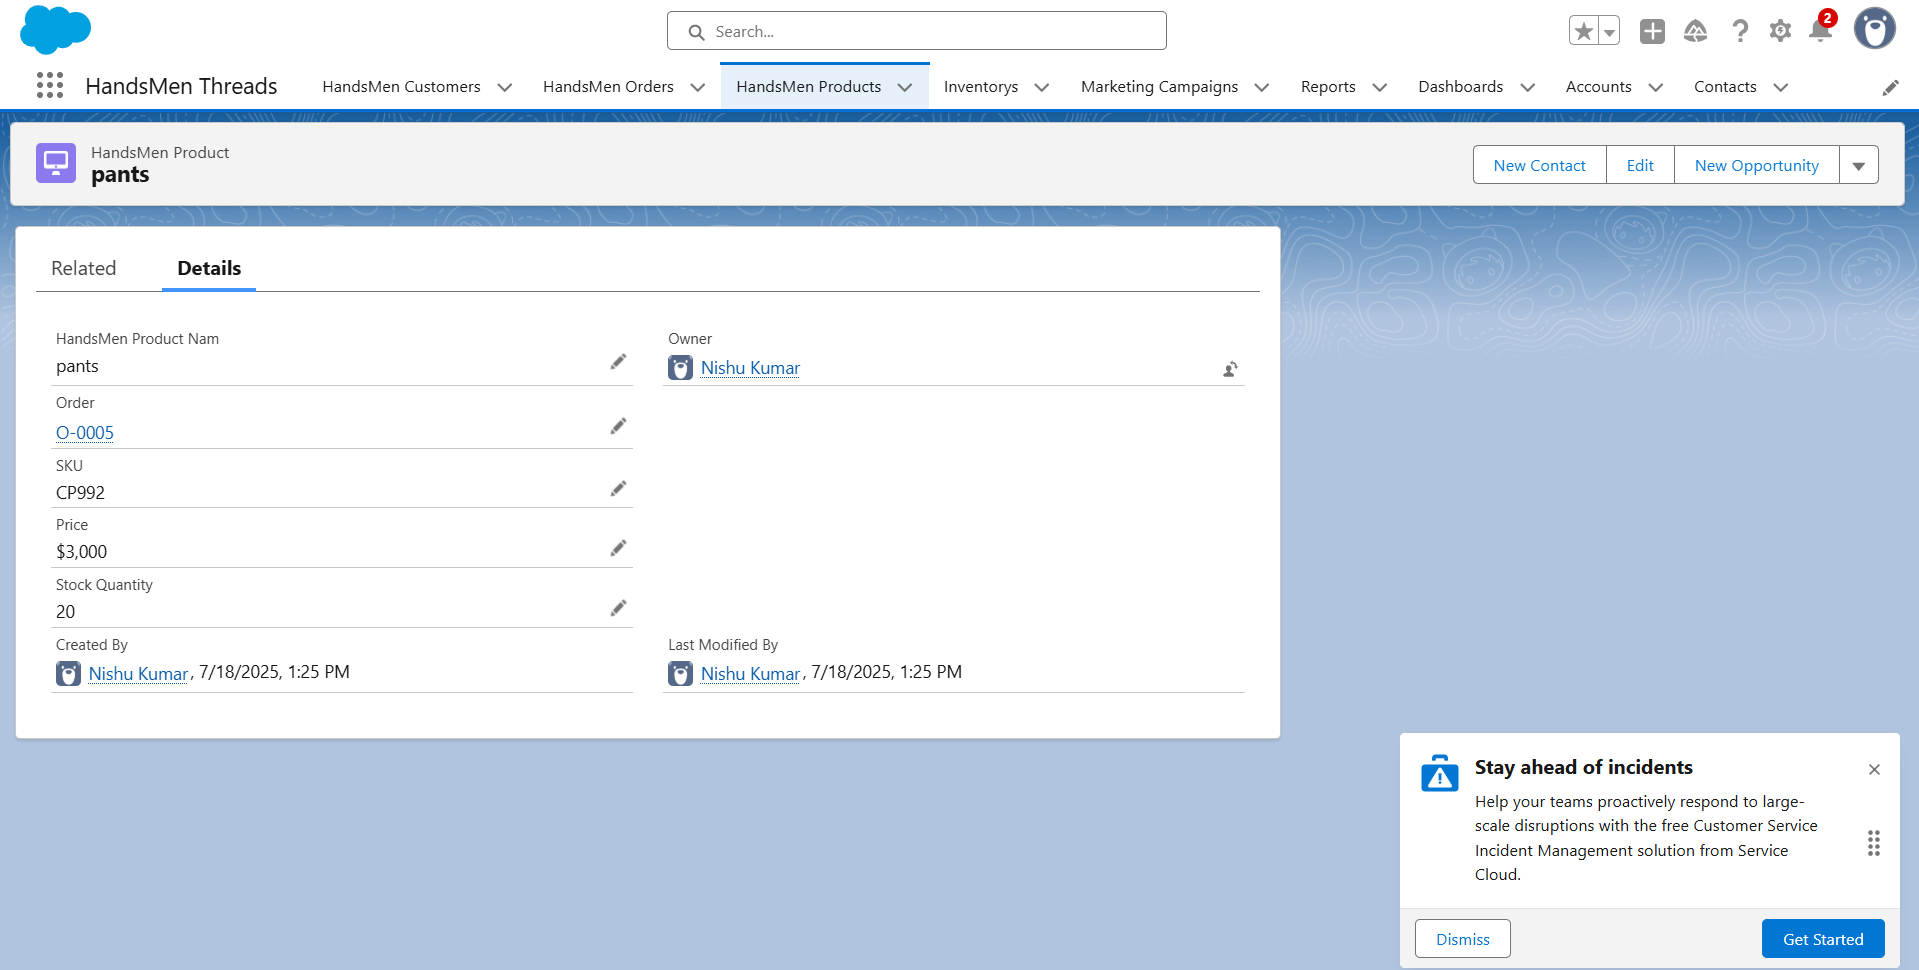 Search...
2
HandsMen Threads
HandsMen Customers
HandsMen Orders
HandsMen Products
Inventorys
Marketing Campaigns
Reports
Dashboards
Accounts
Contacts
HandsMen Product
pants
New Contact
Edit
New Opportunity
Related
Details
HandsMen Product Nam
pants
Owner
Nishu Kumar
Order
O-0005
SKU
CP992
Price
$3,000
Stock Quantity
20
Created By
Nishu Kumar, 7/18/2025, 1:25 PM
Last Modified By
Nishu Kumar, 7/18/2025, 1:25 PM
Stay ahead of incidents
Help your teams proactively respond to large-
scale disruptions with the free Customer Service
Incident Management solution from Service
Cloud.
Dismiss
Get Started